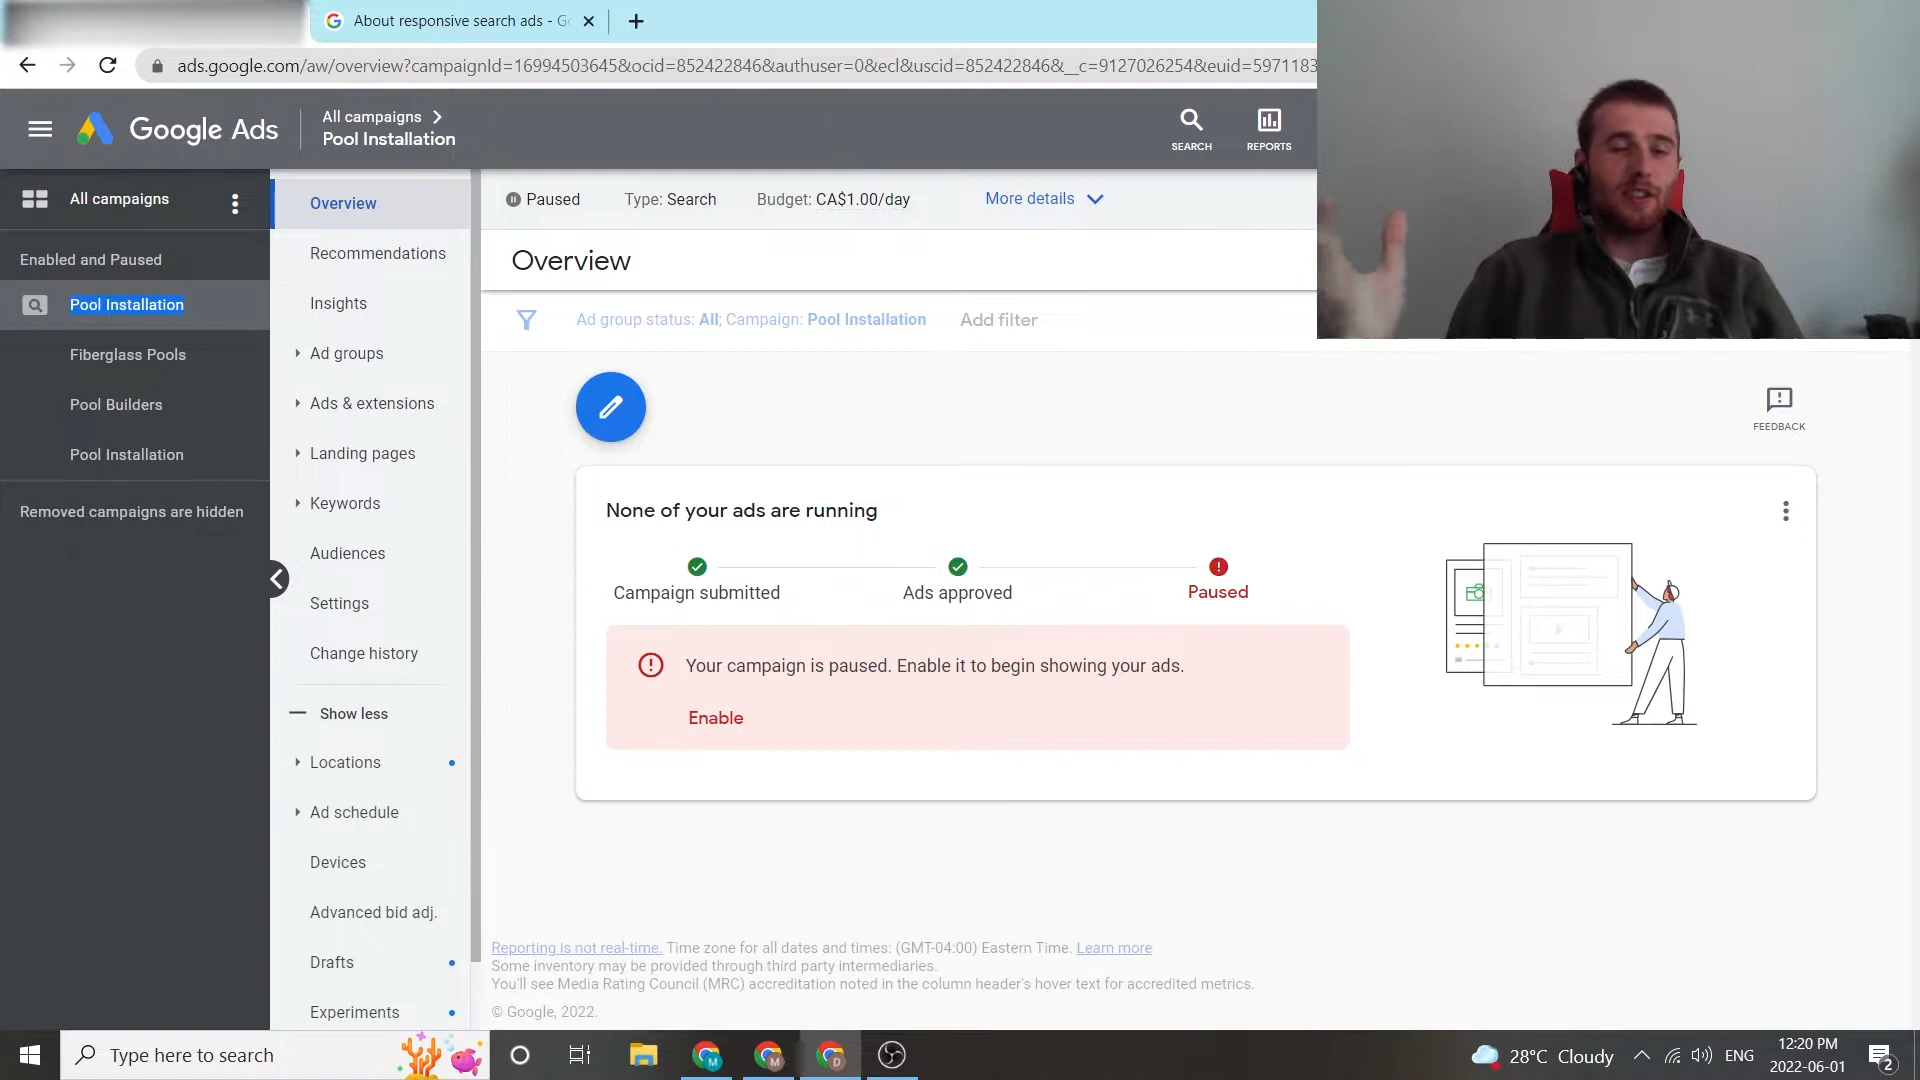 About responsive search ads - Go
ads.google.com/aw/overview?campaignId=16994503645&ocid=852422846&authuser=0&ecl&uscid=852422846&__c=9127026254&euid=5971183
Google Ads
All campaigns
Pool Installation
SEARCH
REPORTS
All campaigns
Enabled and Paused
Pool Installation
Fiberglass Pools
Pool Builders
Pool Installation
Removed campaigns are hidden
Overview
Recommendations
Insights
Ad groups
Ads & extensions
Landing pages
Keywords
Audiences
Settings
Change history
Show less
Locations
Ad schedule
Devices
Advanced bid adj.
Drafts
Experiments
Paused Type: Search Budget: CA$1.00/day More details
Overview
Ad group status: All; Campaign: Pool Installation Add filter
FEEDBACK
None of your ads are running
Campaign submitted Ads approved Paused
Your campaign is paused. Enable it to begin showing your ads.
Enable
Reporting is not real-time. Time zone for all dates and times: (GMT-04:00) Eastern Time. Learn more
Some inventory may be provided through third party intermediaries.
You'll see Media Rating Council (MRC) accreditation noted in the column header's hover text for accredited metrics.
© Google, 2022.
Type here to search
M
M
D
28°C Cloudy
ENG
12:20 PM
2022-06-01
2